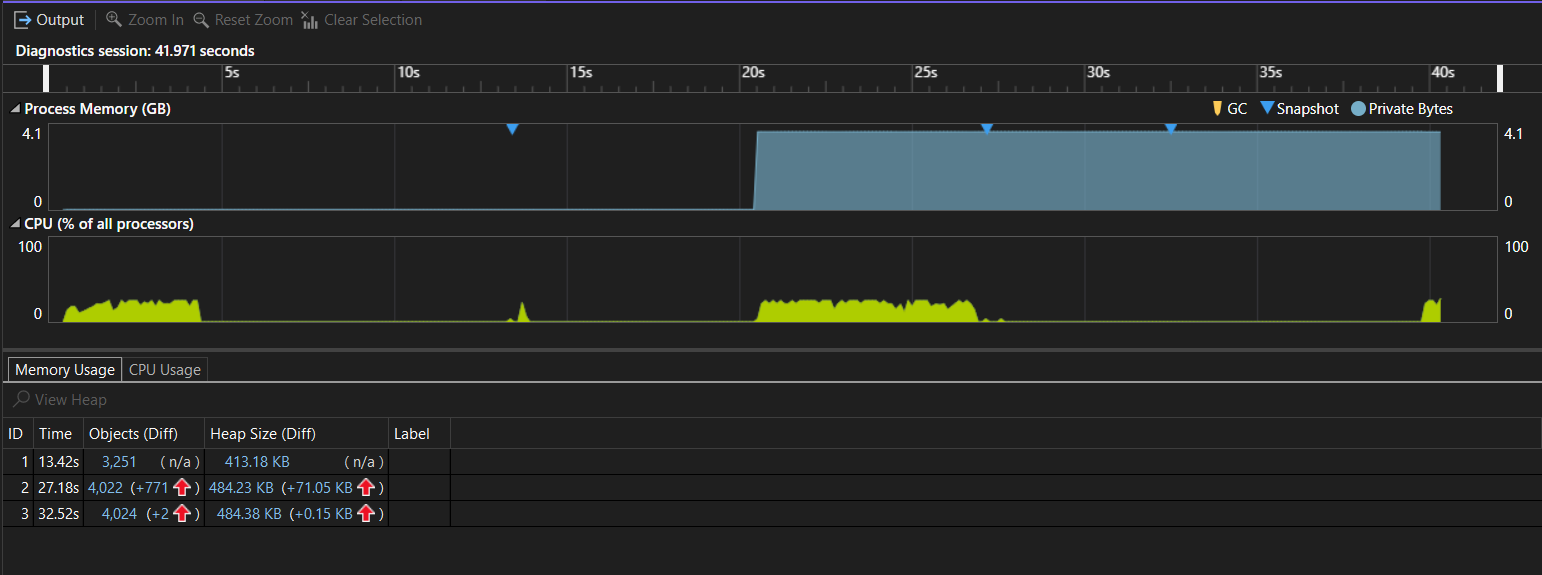 Output Zoom In Reset Zoom Clear Selection
Diagnostics session: 41.971 seconds
5s 10s 15s 20s 25s 30s 35s 40s
Process Memory (GB) GC Snapshot Private Bytes
4.1 4.1
0 0
CPU (% of all processors)
100 100
0 0
Memory Usage CPU Usage
View Heap
ID Time Objects (Diff) Heap Size (Diff) Label
1 13.42s 3,251 (n/a) 413.18 KB (n/a)
2 27.18s 4,022 (+771 ) 484.23 KB (+71.05 KB )
3 32.52s 4,024 (+2 ) 484.38 KB (+0.15 KB )